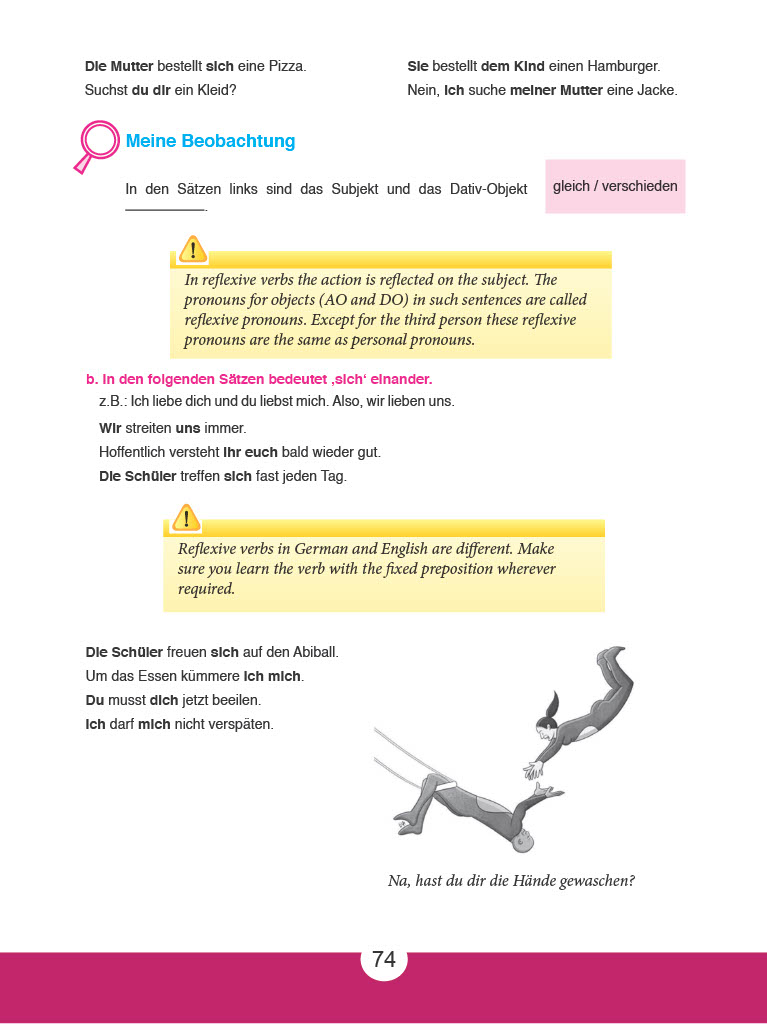 Die Mutter bestellt sich eine Pizza.
Suchst du dir ein Kleid?
Sie bestellt dem Kind einen Hamburger.
Nein, ich suche meiner Mutter eine Jacke.
Meine Beobachtung
In den Sätzen links sind das Subjekt und das Dativ-Objekt
__________.
gleich / verschieden
In reflexive verbs the action is reflected on the subject. The
pronouns for objects (AO and DO) in such sentences are called
reflexive pronouns. Except for the third person these reflexive
pronouns are the same as personal pronouns.
b. In den folgenden Sätzen bedeutet ‚sich‘ einander.
z.B.: Ich liebe dich und du liebst mich. Also, wir lieben uns.
Wir streiten uns immer.
Hoffentlich versteht ihr euch bald wieder gut.
Die Schüler treffen sich fast jeden Tag.
Reflexive verbs in German and English are different. Make
sure you learn the verb with the fixed preposition wherever
required.
Die Schüler freuen sich auf den Abiball.
Um das Essen kümmere ich mich.
Du musst dich jetzt beeilen.
Ich darf mich nicht verspäten.
Na, hast du dir die Hände gewaschen?
74